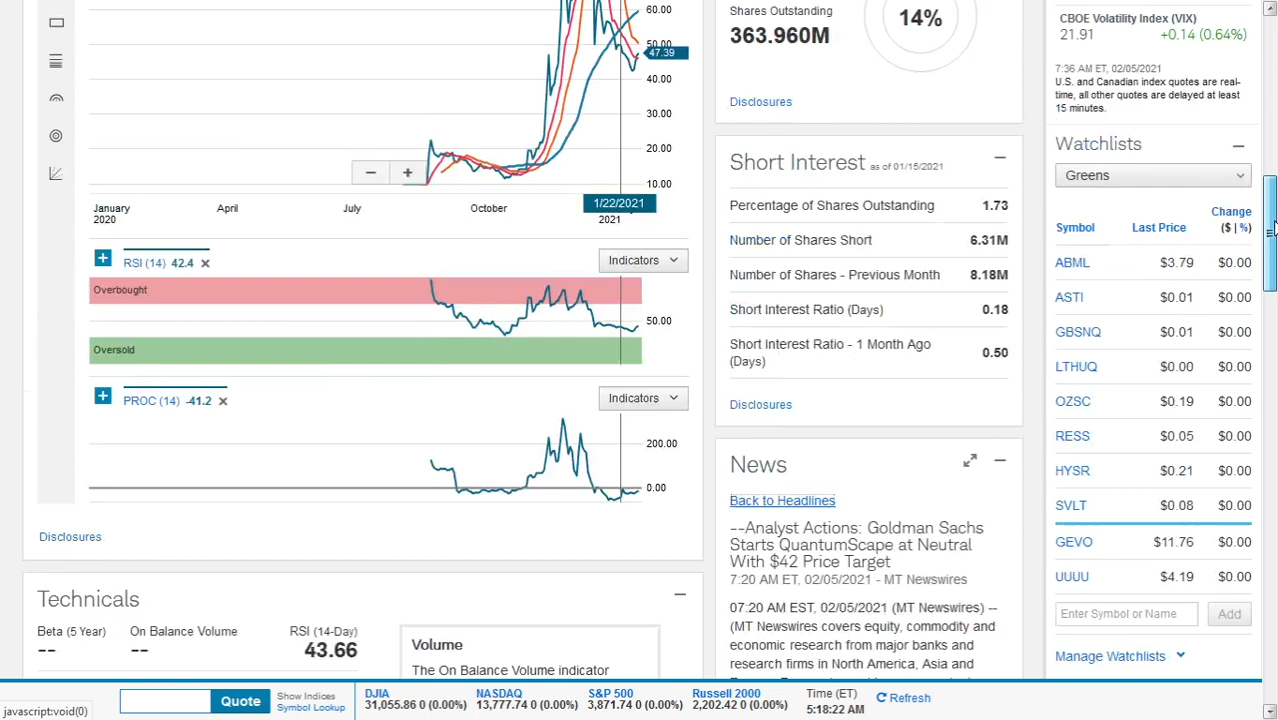 60.00
50.00
47.39
40.00
30.00
20.00
10.00
− +
January 2020 April July October 2021
1/22/2021
RSI (14) 42.4 ×
Indicators
Overbought
50.00
Oversold
PROC (14) -41.2 ×
Indicators
200.00
0.00
Disclosures
Technicals
Beta (5 Year) On Balance Volume RSI (14-Day)
-- -- 43.66
Volume
The On Balance Volume indicator
Shares Outstanding
363.960M
14%
Disclosures
Short Interest as of 01/15/2021
Percentage of Shares Outstanding 1.73
Number of Shares Short 6.31M
Number of Shares - Previous Month 8.18M
Short Interest Ratio (Days) 0.18
Short Interest Ratio - 1 Month Ago
(Days) 0.50
Disclosures
News
Back to Headlines
--Analyst Actions: Goldman Sachs
Starts QuantumScape at Neutral
With $42 Price Target
7:20 AM ET, 02/05/2021 - MT Newswires
07:20 AM EST, 02/05/2021 (MT Newswires) --
(MT Newswires covers equity, commodity and
economic research from major banks and
research firms in North America, Asia and
CBOE Volatility Index (VIX)
21.91 +0.14 (0.64%)
7:36 AM ET, 02/05/2021
U.S. and Canadian index quotes are real-
time, all other quotes are delayed at least
15 minutes.
Watchlists
Greens
Change
Symbol Last Price ($ | %)
ABML $3.79 $0.00
ASTI $0.01 $0.00
GBSNQ $0.01 $0.00
LTHUQ $0.00 $0.00
OZSC $0.19 $0.00
RESS $0.05 $0.00
HYSR $0.21 $0.00
SVLT $0.08 $0.00
GEVO $11.76 $0.00
UUUU $4.19 $0.00
Enter Symbol or Name Add
Manage Watchlists
javascript:void(0)
Quote
Show Indices
Symbol Lookup
DJIA
31,055.86 0 (0.00%)
NASDAQ
13,777.74 0 (0.00%)
S&P 500
3,871.74 0 (0.00%)
Russell 2000
2,202.42 0 (0.00%)
Time (ET)
5:18:22 AM
Refresh